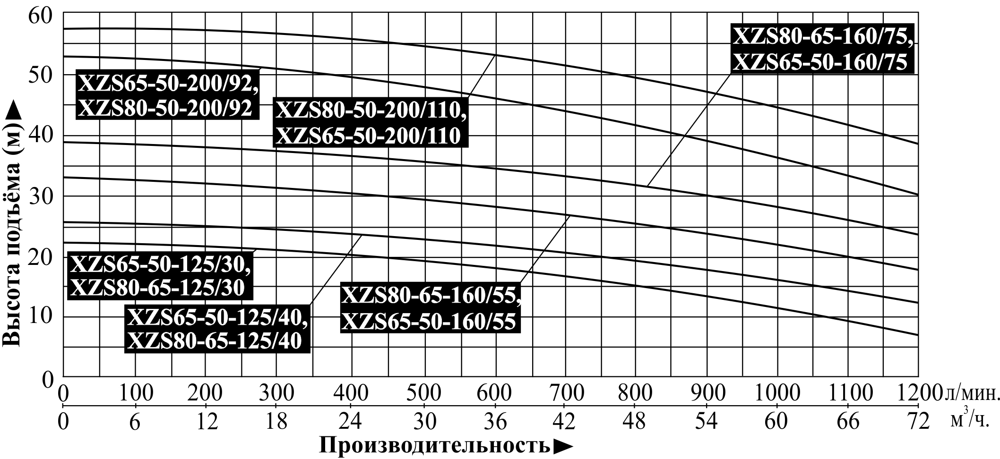 60
50
40
30
20
10
0
Высота подъёма (м)
XZS80-65-160/75,
XZS65-50-160/75
XZS65-50-200/92,
XZS80-50-200/92
XZS80-50-200/110,
XZS65-50-200/110
XZS65-50-125/30,
XZS80-65-125/30
XZS65-50-125/40,
XZS80-65-125/40
XZS80-65-160/55,
XZS65-50-160/55
0 100 200 300 400 500 600 700 800 900 1000 1100 1200 л/мин.
0 6 12 18 24 30 36 42 48 54 60 66 72 м³/ч.
Производительность